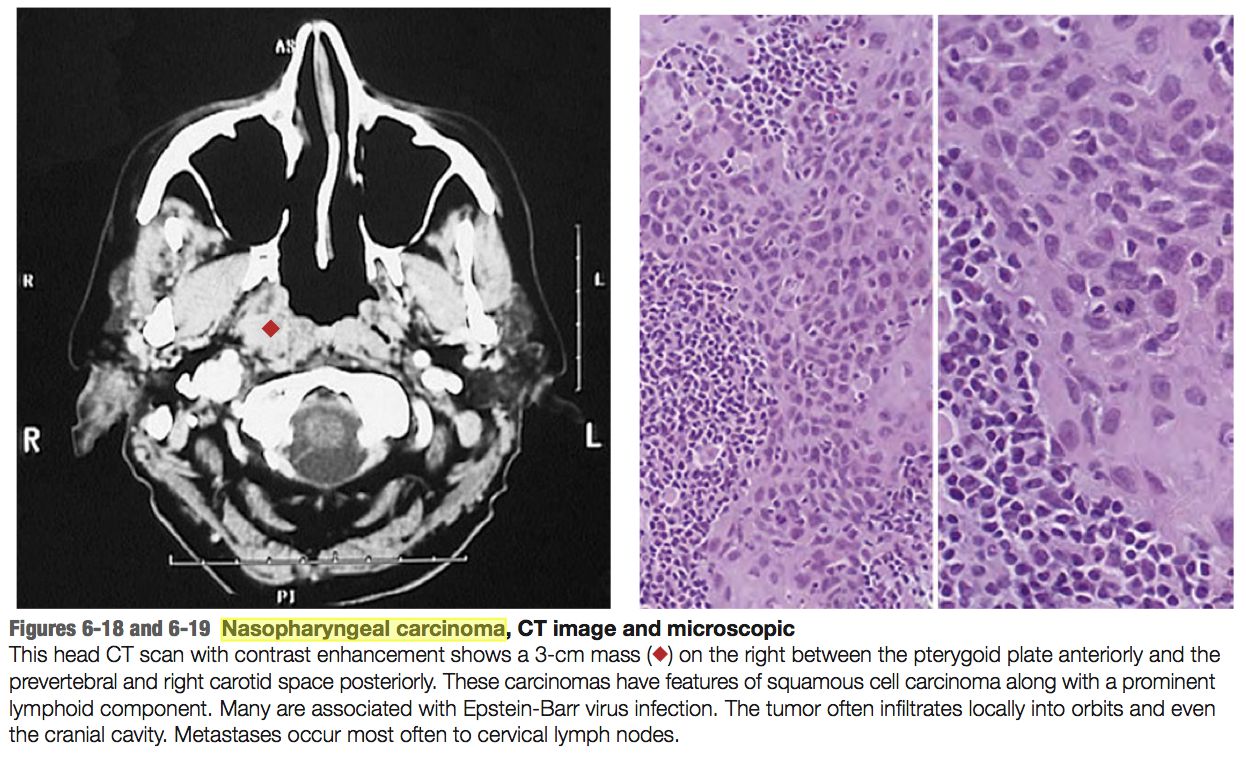 AS
R
L
R
L
PI
Figures 6-18 and 6-19 Nasopharyngeal carcinoma, CT image and microscopic
This head CT scan with contrast enhancement shows a 3-cm mass (◆) on the right between the pterygoid plate anteriorly and the
prevertebral and right carotid space posteriorly. These carcinomas have features of squamous cell carcinoma along with a prominent
lymphoid component. Many are associated with Epstein-Barr virus infection. The tumor often infiltrates locally into orbits and even
the cranial cavity. Metastases occur most often to cervical lymph nodes.